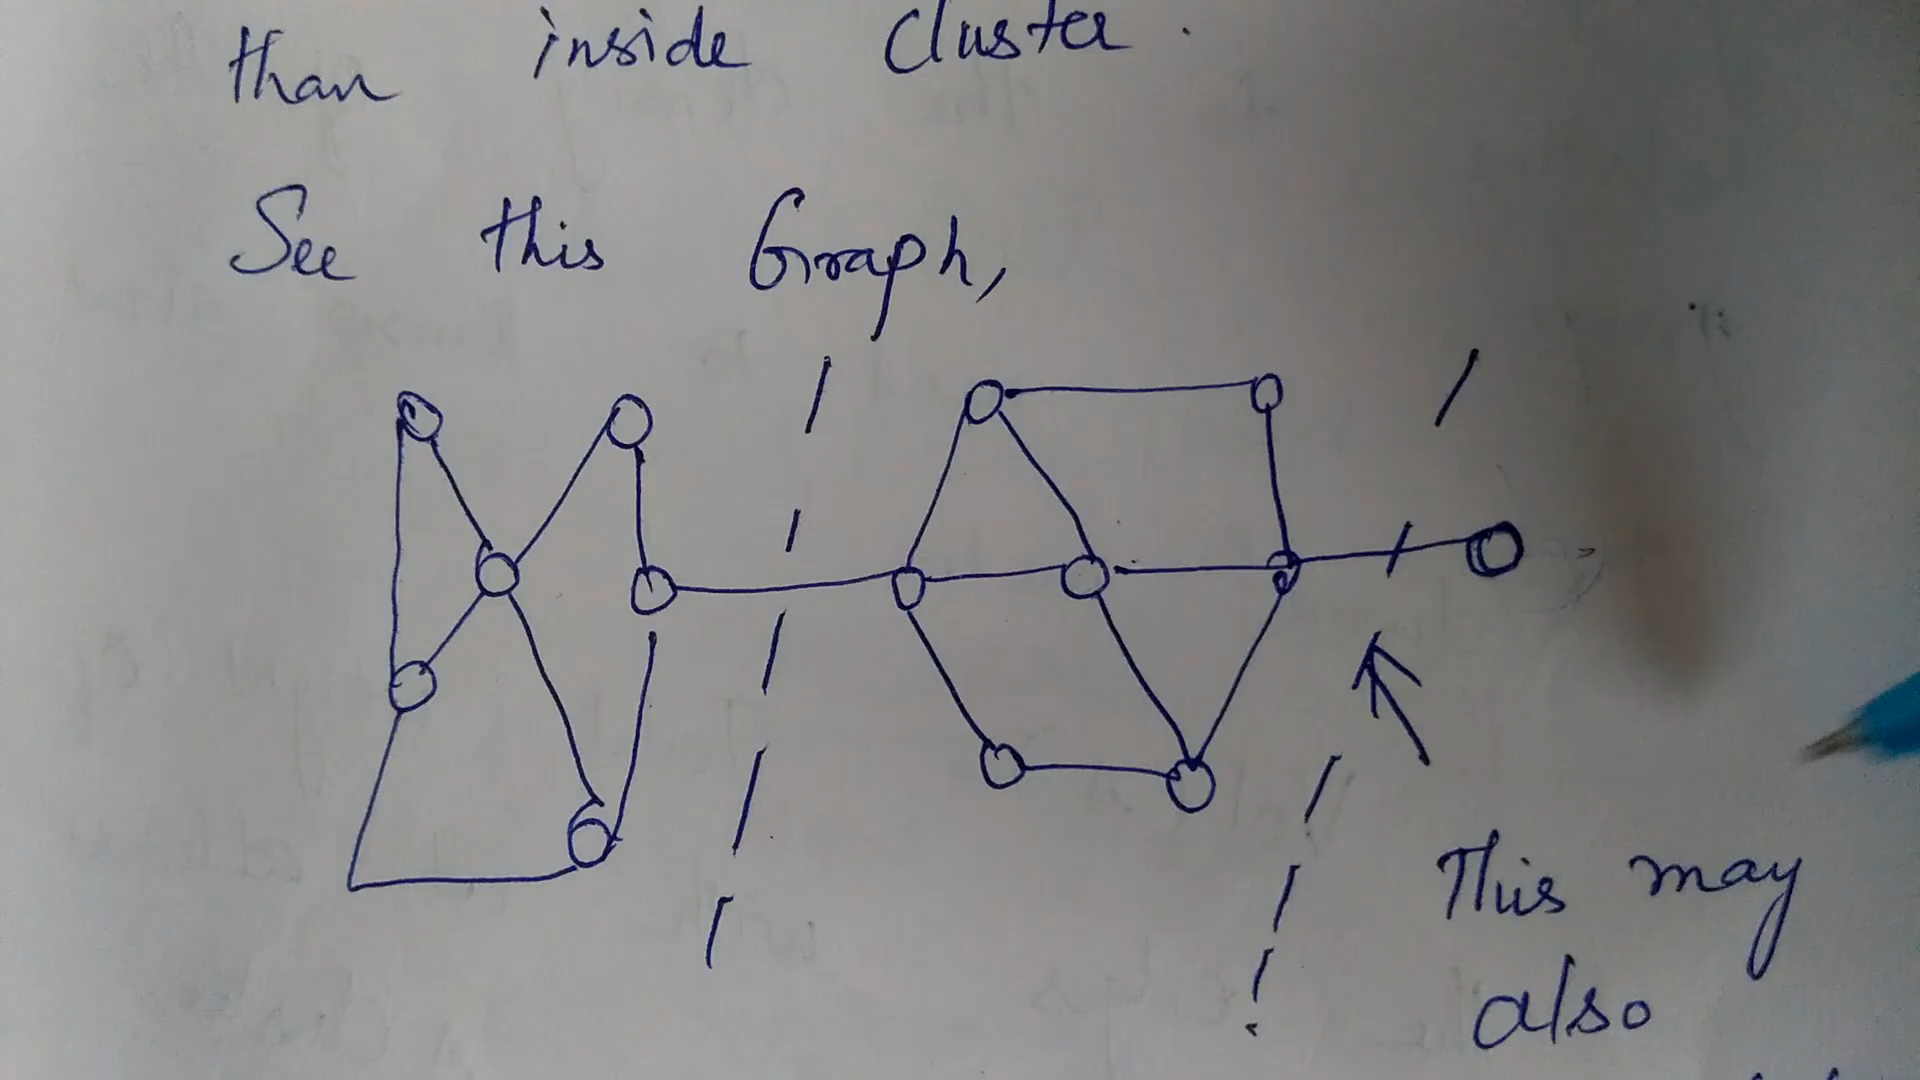 than inside cluster.
See this Graph,
This may
also